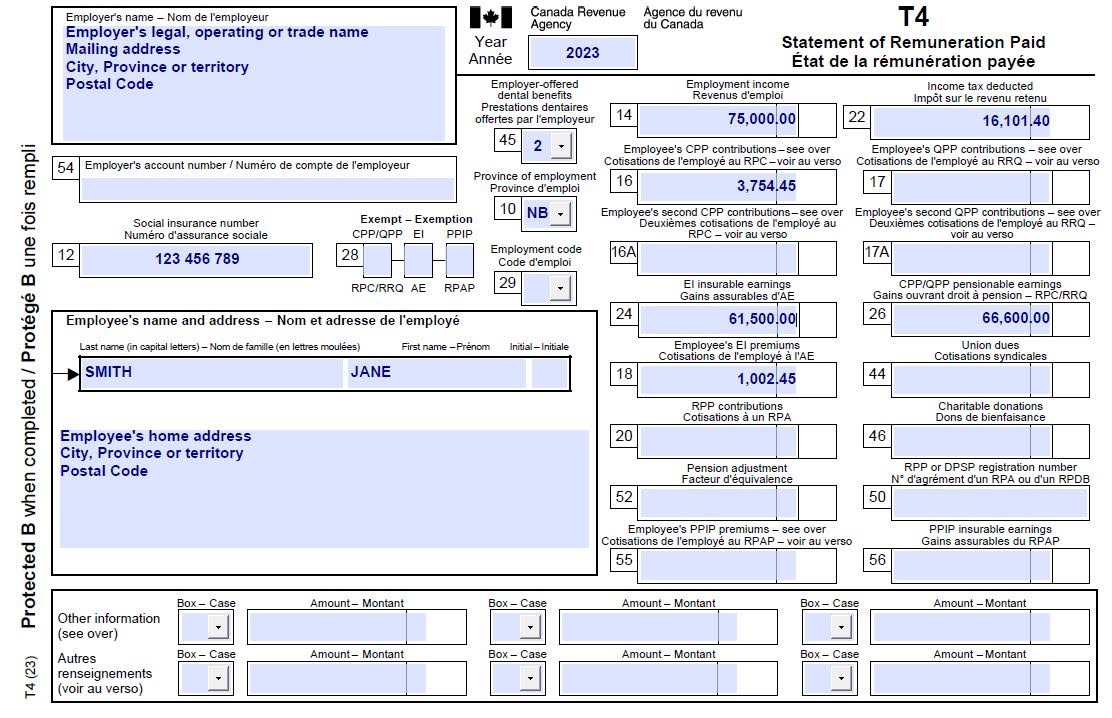 Employer's name – Nom de l'employeur
Employer's legal, operating or trade name
Mailing address
City, Province or territory
Postal Code
Canada Revenue Agency
Agence du revenu du Canada
Year
Année
2023
T4
Statement of Remuneration Paid
État de la rémunération payée
54
Employer's account number / Numéro de compte de l'employeur
Social insurance number
Numéro d'assurance sociale
12
123 456 789
Exempt – Exemption
CPP/QPP EI PPIP
28
RPC/RRQ AE RPAP
Employer-offered
dental benefits
Prestations dentaires
offertes par l'employeur
45
2
Province of employment
Province d'emploi
10
NB
Employment code
Code d'emploi
29
Employment income
Revenus d'emploi
14
75,000.00
Income tax deducted
Impôt sur le revenu retenu
22
16,101.40
Employee's CPP contributions – see over
Cotisations de l'employé au RPC – voir au verso
16
3,754.45
Employee's QPP contributions – see over
Cotisations de l'employé au RRQ – voir au verso
17
Employee's second CPP contributions – see over
Deuxièmes cotisations de l'employé au
RPC – voir au verso
16A
Employee's second QPP contributions – see over
Deuxièmes cotisations de l'employé au RRQ –
voir au verso
17A
EI insurable earnings
Gains assurables d'AE
24
61,500.00
CPP/QPP pensionable earnings
Gains ouvrant droit à pension – RPC/RRQ
26
66,600.00
Employee's EI premiums
Cotisations de l'employé à l'AE
18
1,002.45
Union dues
Cotisations syndicales
44
RPP contributions
Cotisations à un RPA
20
Charitable donations
Dons de bienfaisance
46
Pension adjustment
Facteur d'équivalence
52
RPP or DPSP registration number
N° d'agrément d'un RPA ou d'un RPDB
50
Employee's PPIP premiums – see over
Cotisations de l'employé au RPAP – voir au verso
55
PPIP insurable earnings
Gains assurables du RPAP
56
Employee's name and address – Nom et adresse de l'employé
Last name (in capital letters) – Nom de famille (en lettres moulées) First name – Prénom Initial – Initiale
SMITH JANE
Employee's home address
City, Province or territory
Postal Code
Box – Case Amount – Montant Box – Case Amount – Montant Box – Case Amount – Montant
Other information
(see over)
Box – Case Amount – Montant Box – Case Amount – Montant Box – Case Amount – Montant
Autres
renseignements
(voir au verso)
Protected B when completed / Protégé B une fois rempli
T4 (23)